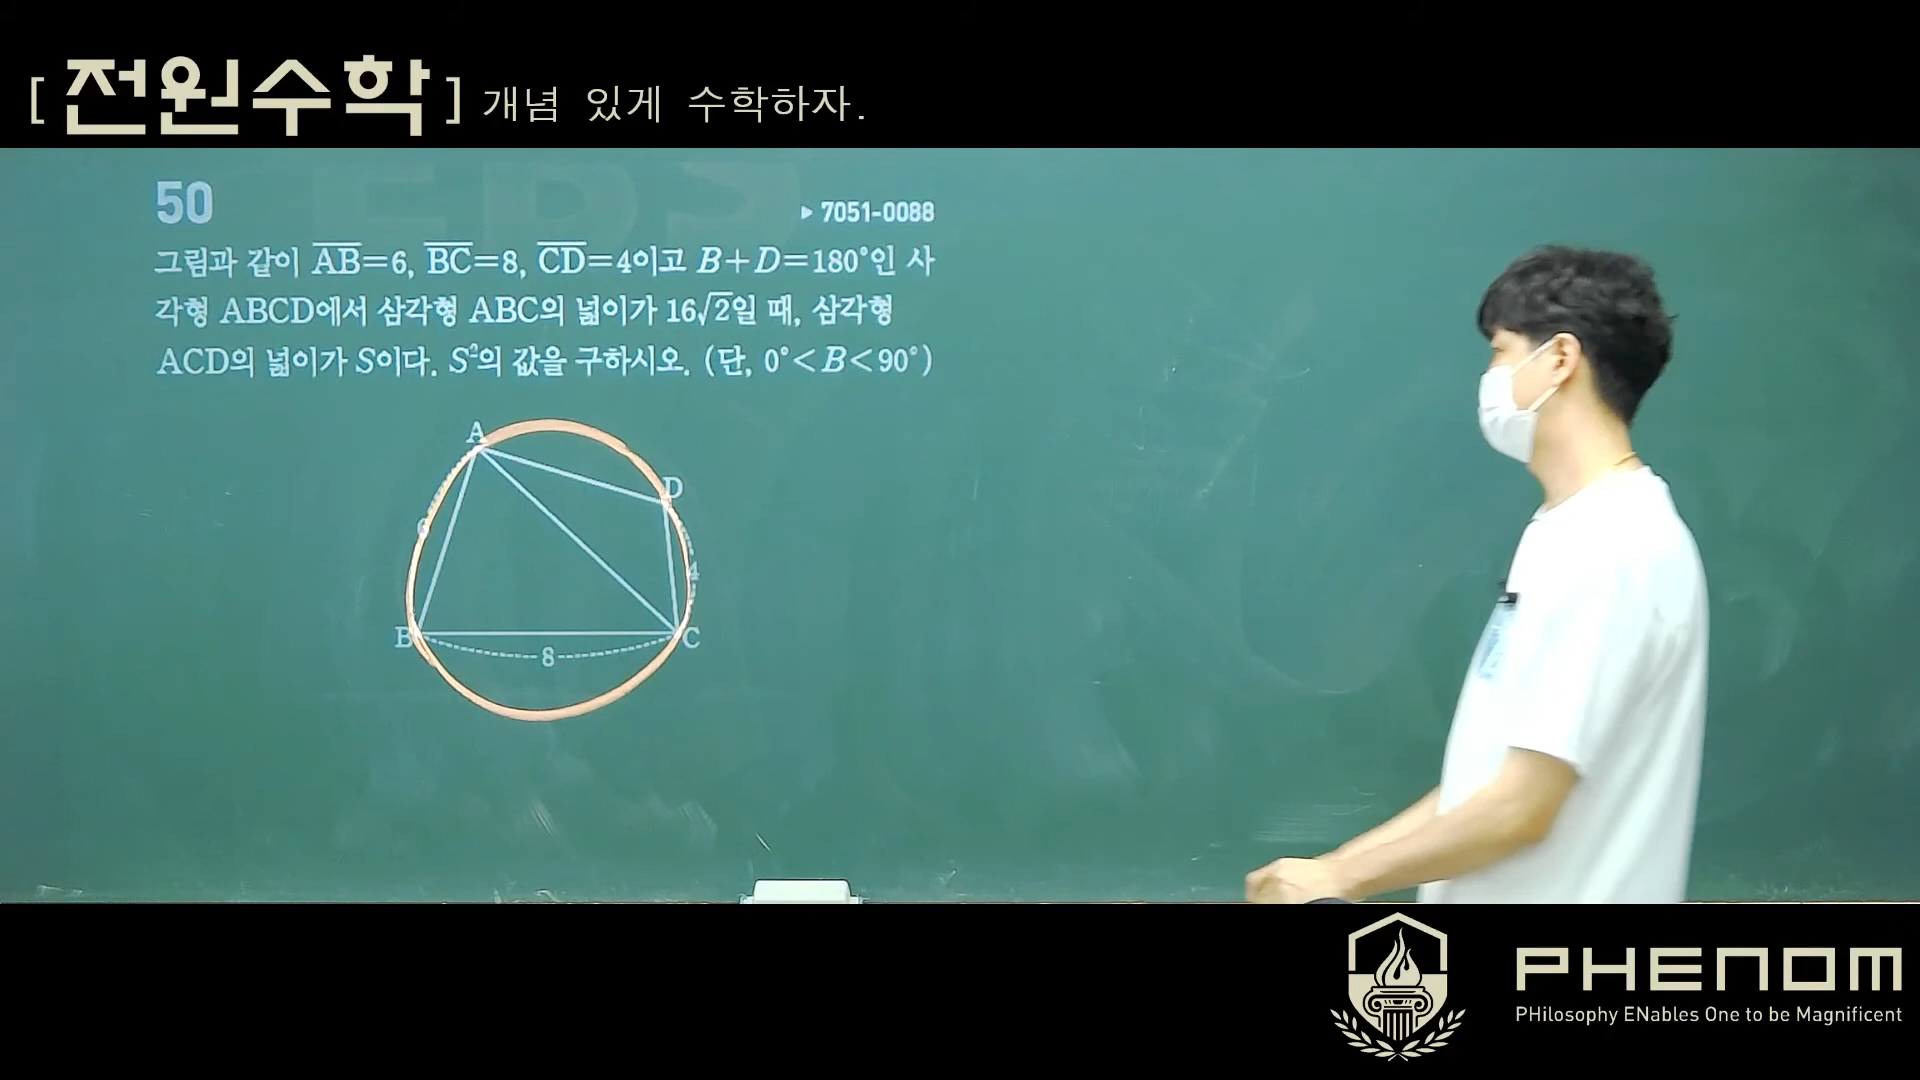 [전원수학] 개념 있게 수학하자.
50
▶ 7051-0088
그림과 같이 AB=6, BC=8, CD=4이고 B+D=180°인 사
각형 ABCD에서 삼각형 ABC의 넓이가 16√2일 때, 삼각형
ACD의 넓이가 S이다. S²의 값을 구하시오. (단, 0°<B<90°)
A
D
6
4
B
C
8
PHENOM
PHilosophy ENables One to be Magnificent